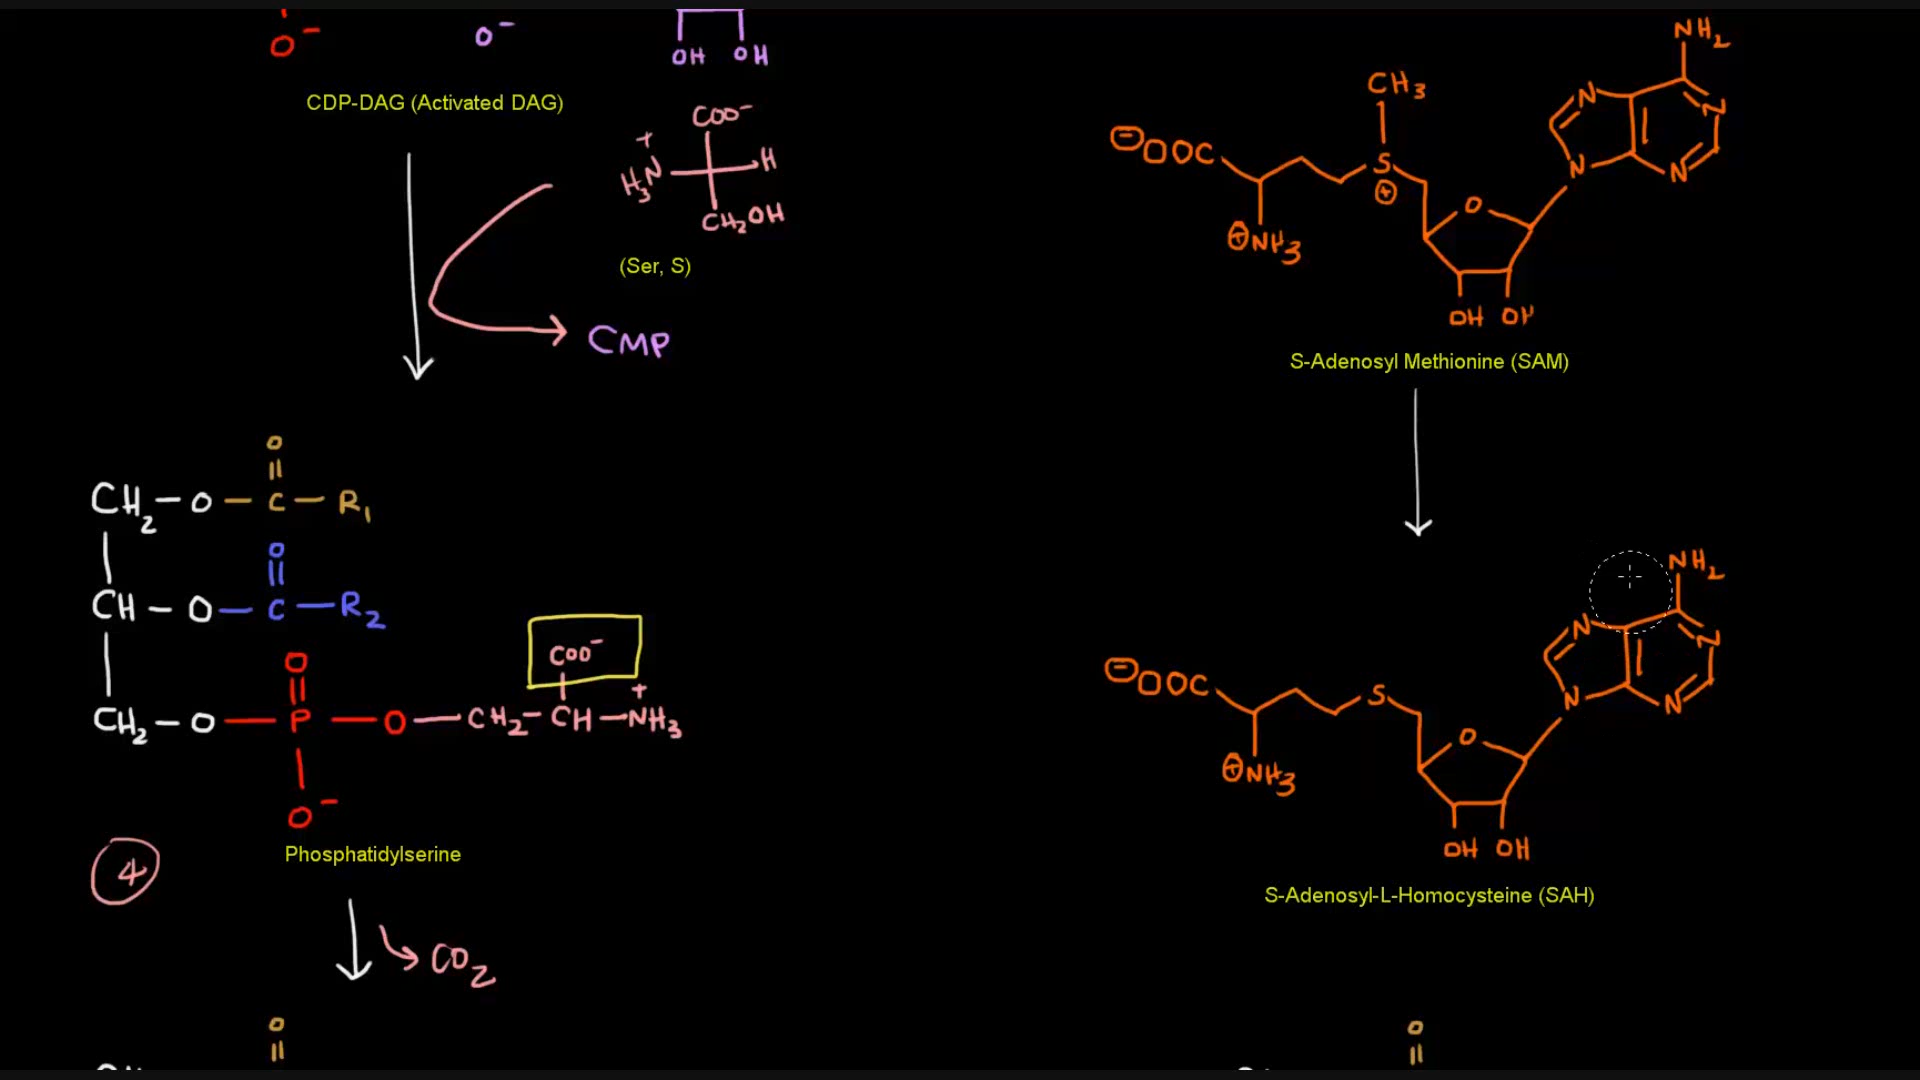 O⁻ O⁻ OH OH
CDP-DAG (Activated DAG)
COO⁻
H₃N⁺ H
CH₂OH
(Ser, S)
CMP
O
||
CH₂ — O — C — R₁
O
||
CH — O — C — R₂
O
||
COO⁻
CH₂ — O — P — O — CH₂ — CH — NH₃⁺
O⁻
Phosphatidylserine
④
CO₂
O
||
NH₂
CH₃
N N
⊖OOC S⊕ N N
⊕NH₃ O
OH OH
S-Adenosyl Methionine (SAM)
NH₂
N N
⊖OOC S N N
⊕NH₃ O
OH OH
S-Adenosyl-L-Homocysteine (SAH)
O
||